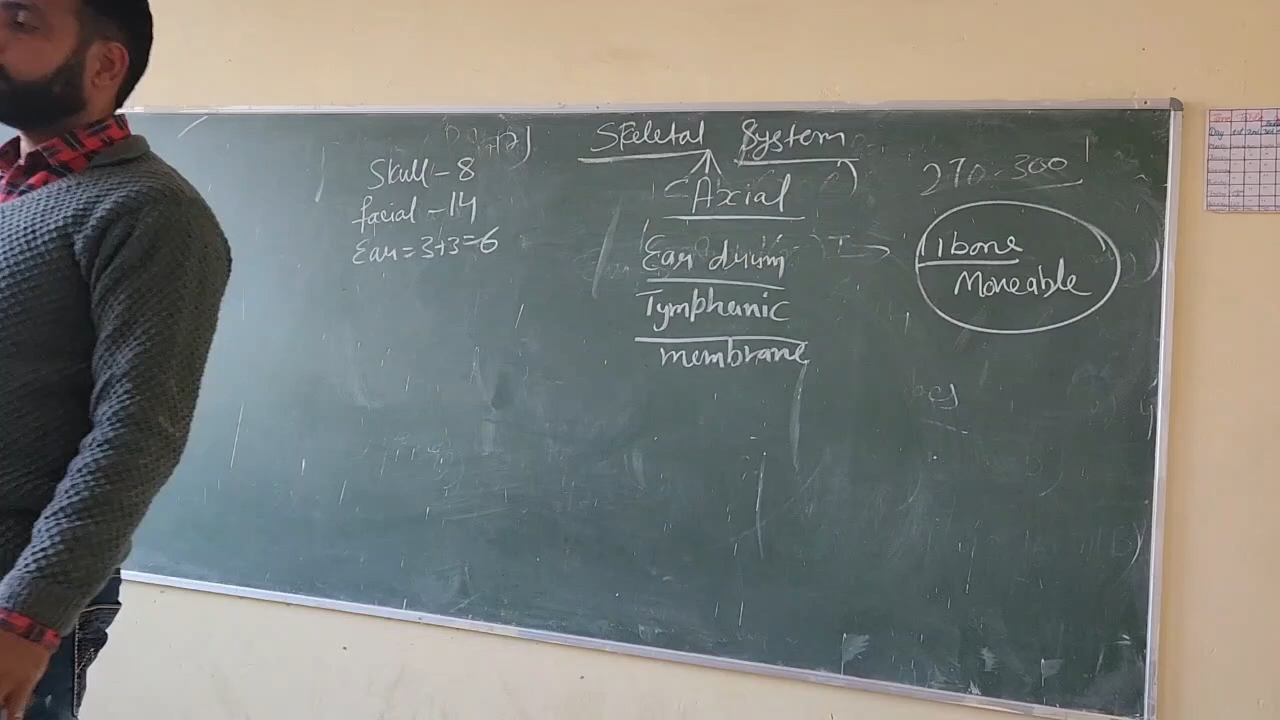 Skeletal System
Skull - 8
facial - 14
Ear = 3+3=6
Axial
Ear drum
Tymphanic
membrane
270-300
1 bone
Moveable